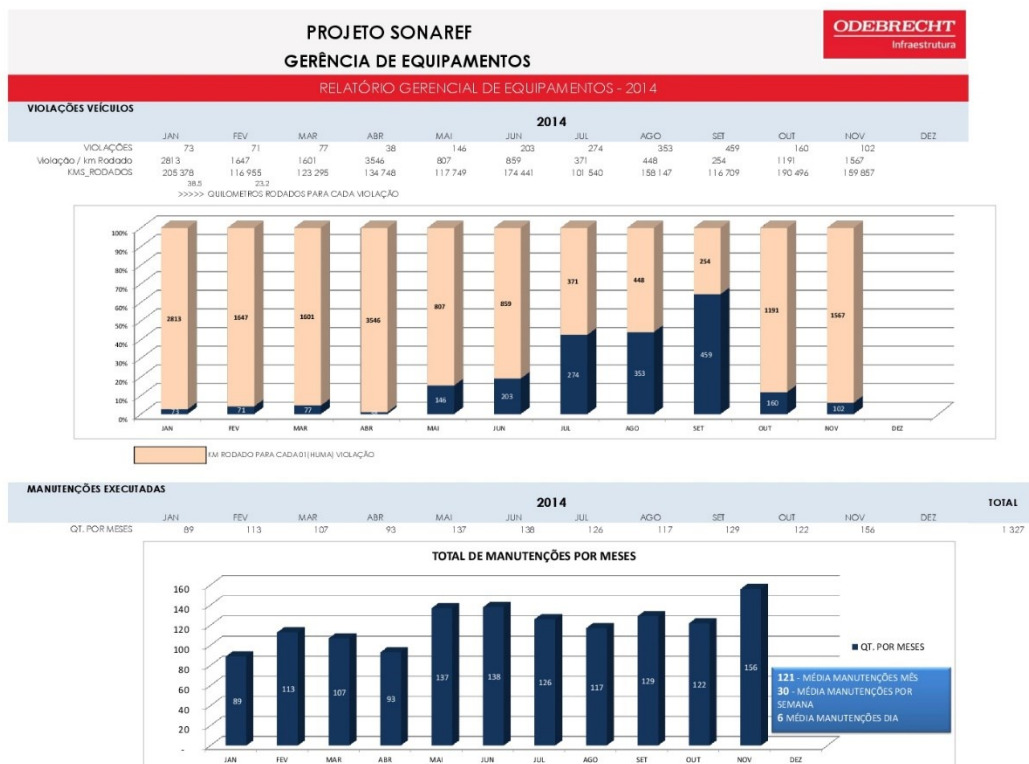 PROJETO SONAREF
GERÊNCIA DE EQUIPAMENTOS
ODEBRECHT
Infraestrutura
RELATÓRIO GERENCIAL DE EQUIPAMENTOS - 2014
VIOLAÇÕES VEÍCULOS
2014
JAN FEV MAR ABR MAI JUN JUL AGO SET OUT NOV DEZ
VIOLAÇÕES 73 71 77 38 146 203 274 353 459 160 102
Violação / km Rodado 2813 1647 1601 3546 807 859 371 448 254 1191 1567
KMS_RODADOS 205 378 116 955 123 295 134 748 117 749 174 441 101 540 158 147 116 709 190 496 159 857
38,5 23,2
>>>>> QUILOMETROS RODADOS PARA CADA VIOLAÇÃO
100%
90%
80%
70%
60%
50%
40%
30%
20%
10%
0%
2813 1647 1601 3546 807 859 371 448 254 1191 1567
73 71 77 38 146 203 274 353 459 160 102
JAN FEV MAR ABR MAI JUN JUL AGO SET OUT NOV DEZ
KM RODADO PARA CADA 01(HUMA) VIOLAÇÃO
MANUTENÇÕES EXECUTADAS
2014 TOTAL
JAN FEV MAR ABR MAI JUN JUL AGO SET OUT NOV DEZ
QT. POR MESES 89 113 107 93 137 138 126 117 129 122 156 1 327
TOTAL DE MANUTENÇÕES POR MESES
160
140
120
100
80
60
40
20
-
89 113 107 93 137 138 126 117 129 122 156
JAN FEV MAR ABR MAI JUN JUL AGO SET OUT NOV DEZ
QT. POR MESES
121 - MÉDIA MANUTENÇÕES MÊS
30 - MÉDIA MANUTENÇÕES POR
SEMANA
6 MÉDIA MANUTENÇÕES DIA